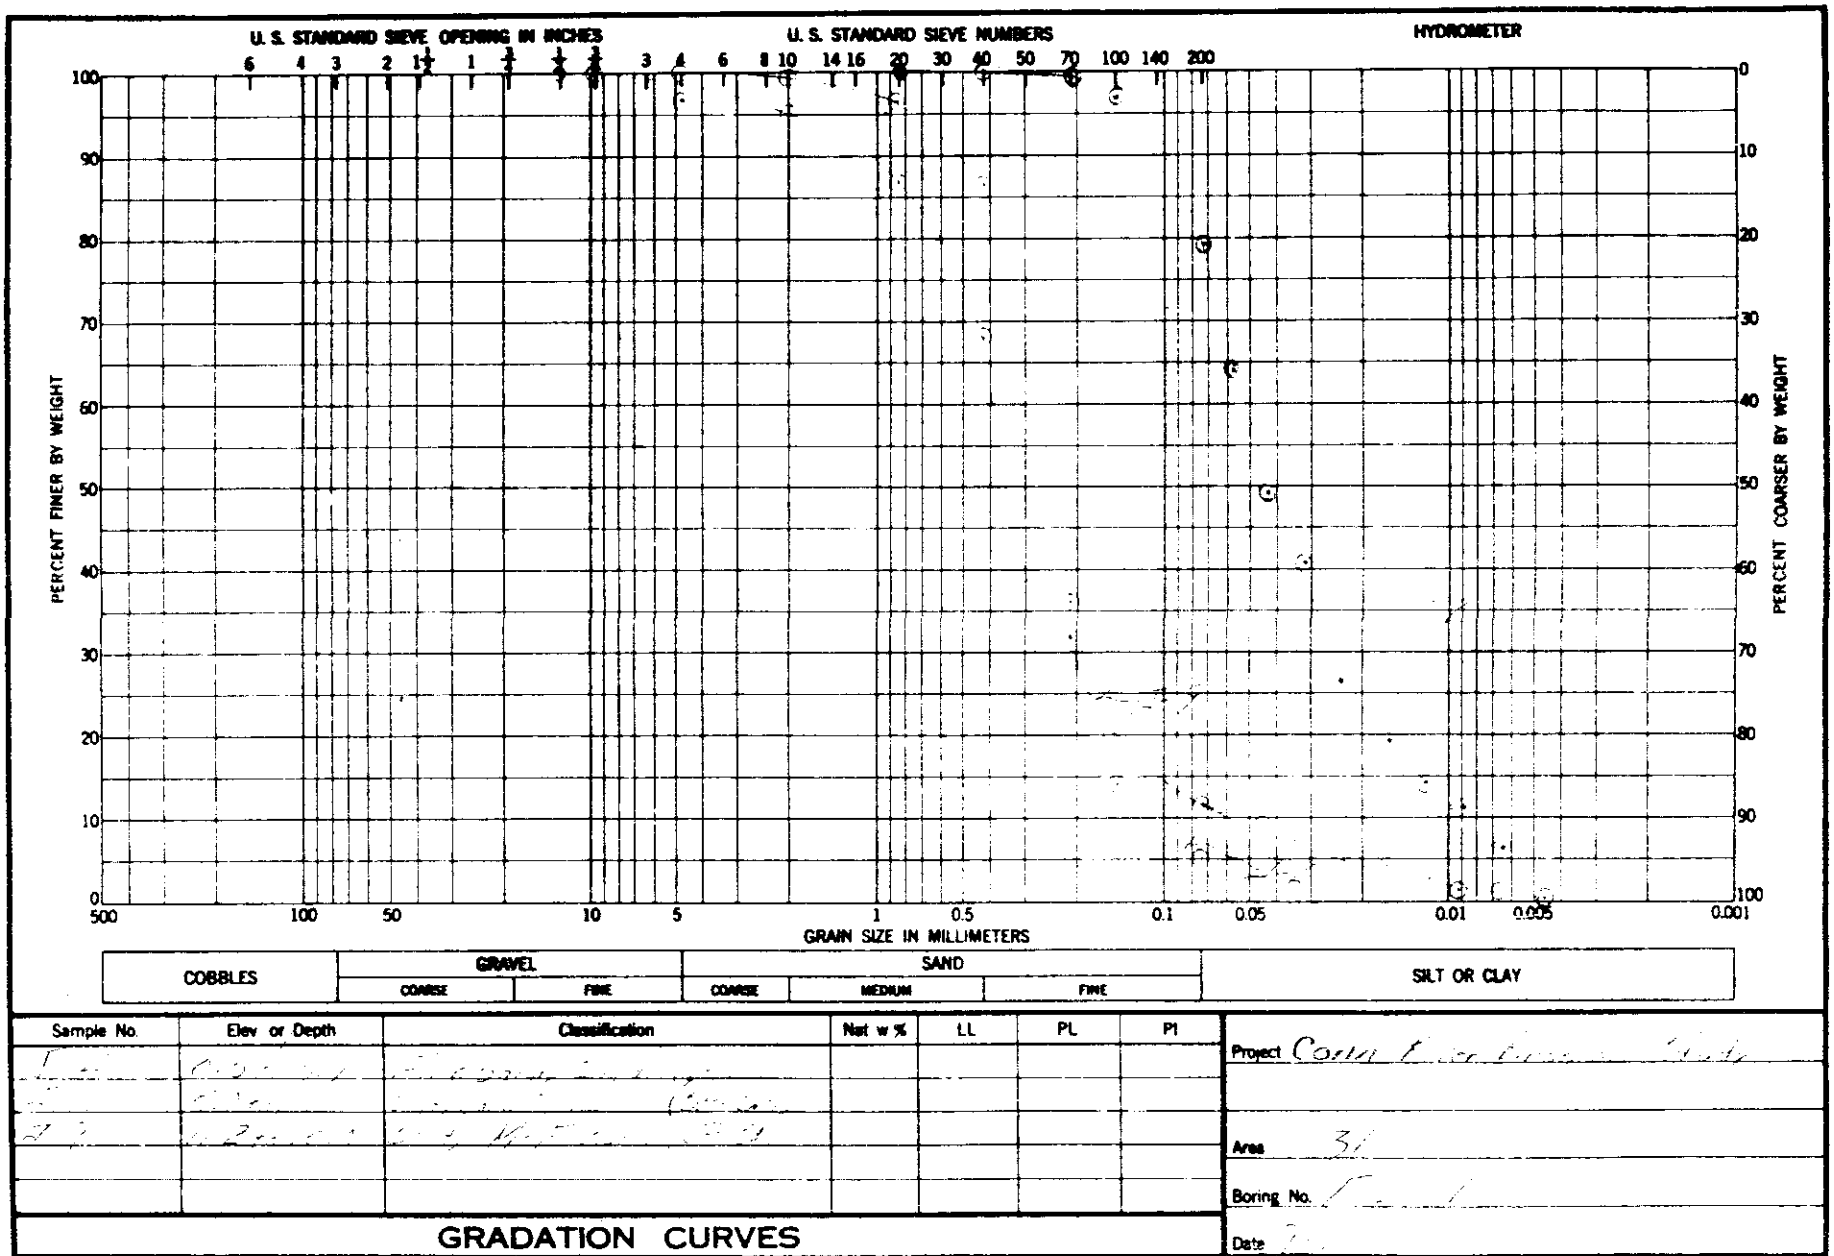 U. S. STANDARD SIEVE OPENING IN INCHES
U. S. STANDARD SIEVE NUMBERS
HYDROMETER
6 4 3 2 1½ 1 ¾ ½ ⅜ 3 4 6 8 10 14 16 20 30 40 50 70 100 140 200
100
90
80
70
60
50
40
30
20
10
0
PERCENT FINER BY WEIGHT
0
10
20
30
40
50
60
70
80
90
100
PERCENT COARSER BY WEIGHT
500 100 50 10 5 1 0.5 0.1 0.05 0.01 0.005 0.001
GRAIN SIZE IN MILLIMETERS
COBBLES
GRAVEL
SAND
SILT OR CLAY
COARSE
FINE
COARSE
MEDIUM
FINE
Sample No.
Elev or Depth
Classification
Nat w %
LL
PL
PI
Project
Area 31
Boring No.
Date
GRADATION CURVES